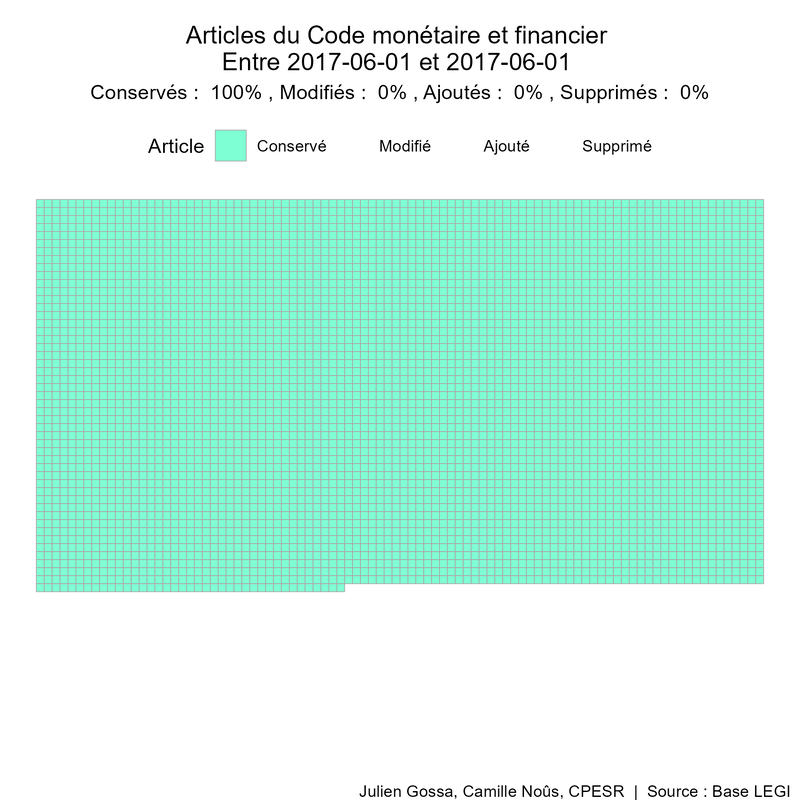 Articles du Code monétaire et financier
Entre 2017-06-01 et 2017-06-01
Conservés :  100% , Modifiés :  0% , Ajoutés :  0% , Supprimés :  0%
Article Conservé Modifié Ajouté Supprimé
Julien Gossa, Camille Noûs, CPESR  |  Source : Base LEGI